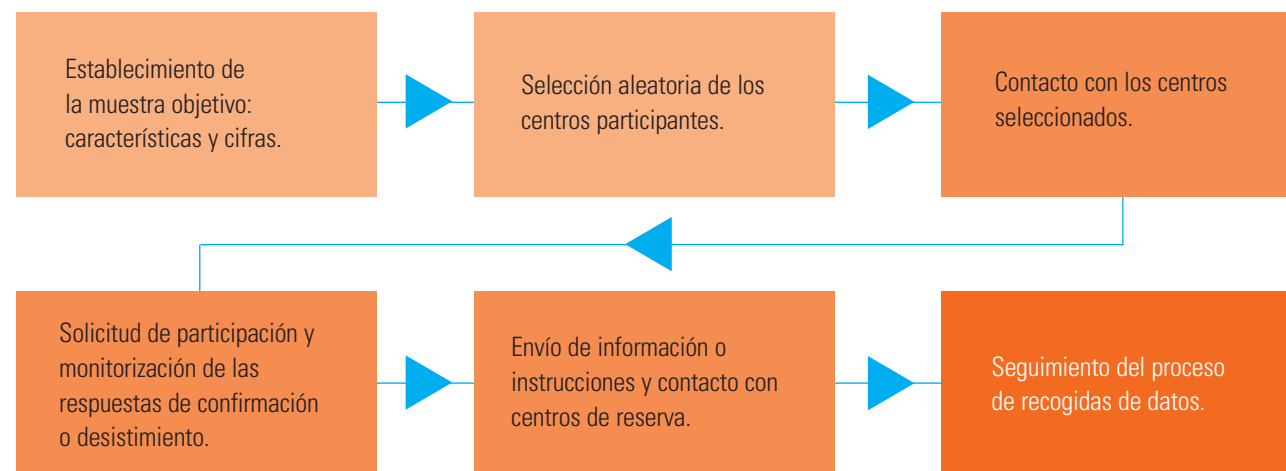 Establecimiento de
la muestra objetivo:
características y cifras.
Selección aleatoria de los
centros participantes.
Contacto con los centros
seleccionados.
Solicitud de participación y
monitorización de las
respuestas de confirmación
o desistimiento.
Envío de información o
instrucciones y contacto con
centros de reserva.
Seguimiento del proceso
de recogidas de datos.